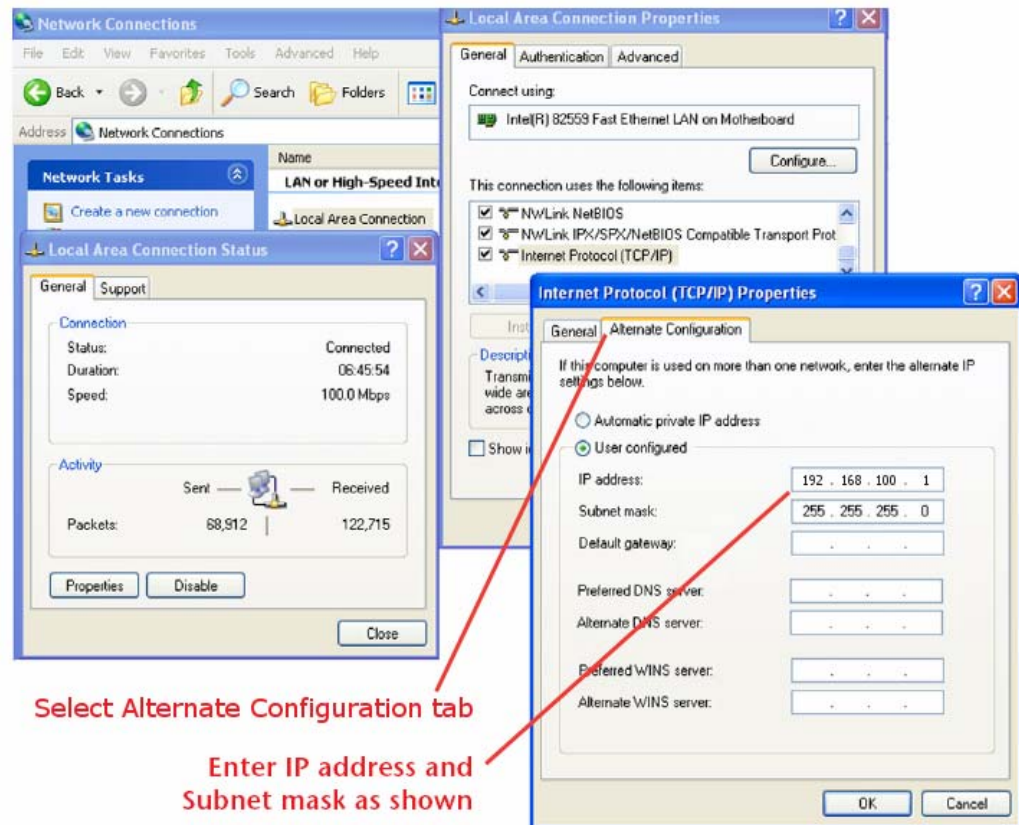 Network Connections
File Edit View Favorites Tools Advanced Help
Back Search Folders
Address Network Connections
Network Tasks
Create a new connection
Name
LAN or High-Speed Inte
Local Area Connection
Local Area Connection Status
General Support
Connection
Status: Connected
Duration: 06:45:54
Speed: 100.0 Mbps
Activity
Sent Received
Packets: 68,912 122,715
Properties Disable
Close
Local Area Connection Properties
General Authentication Advanced
Connect using:
Intel(R) 82559 Fast Ethernet LAN on Motherboard
Configure...
This connection uses the following items:
NWLink NetBIOS
NWLink IPX/SPX/NetBIOS Compatible Transport Prot
Internet Protocol (TCP/IP)
Inst
Descripti
Transmi
wide are
across
Show i
Internet Protocol (TCP/IP) Properties
General Alternate Configuration
If this computer is used on more than one network, enter the alternate IP
settings below.
Automatic private IP address
User configured
IP address: 192 . 168 . 100 . 1
Subnet mask: 255 . 255 . 255 . 0
Default gateway: . . .
Preferred DNS server: . . .
Alternate DNS server: . . .
Preferred WINS server: . . .
Alternate WINS server: . . .
OK Cancel
Select Alternate Configuration tab
Enter IP address and
Subnet mask as shown